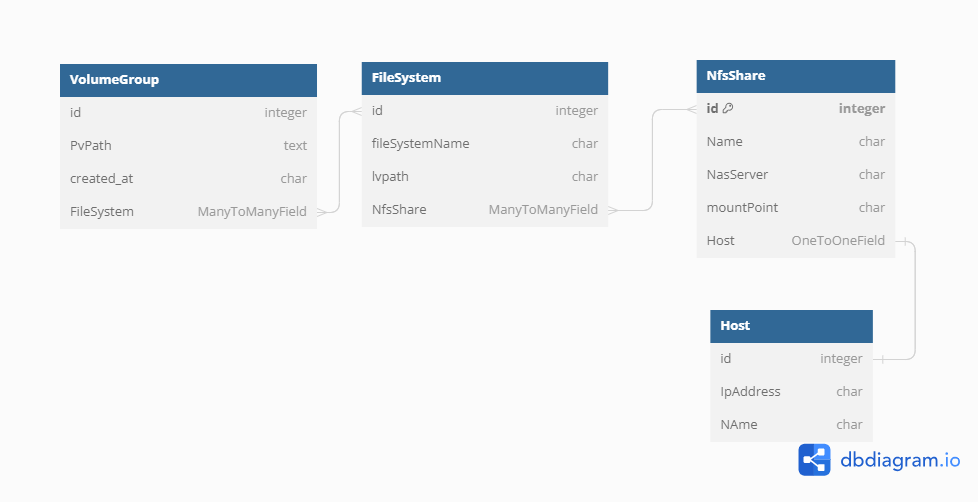 VolumeGroup
id integer
PvPath text
created_at char
FileSystem ManyToManyField
FileSystem
id integer
fileSystemName char
lvpath char
NfsShare ManyToManyField
NfsShare
id integer
Name char
NasServer char
mountPoint char
Host OneToOneField
Host
id integer
IpAddress char
NAme char
dbdiagram.io